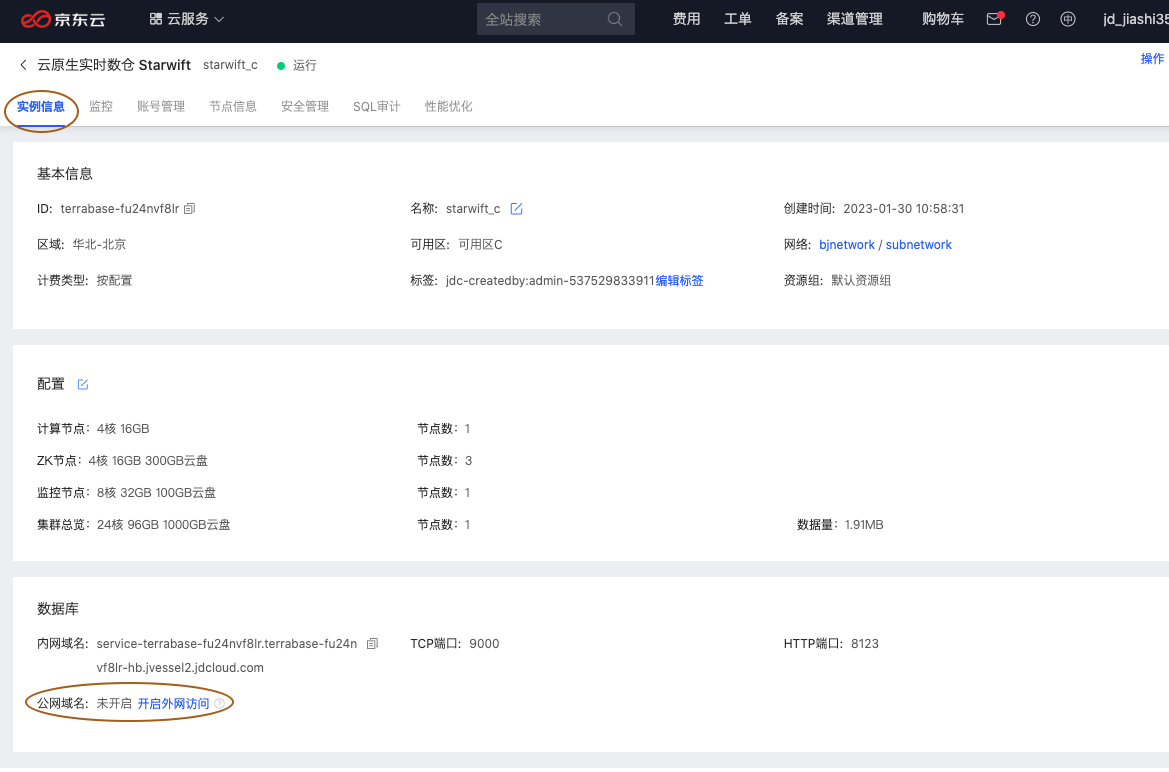 京东云 云服务 全站搜索 费用 工单 备案 渠道管理 购物车 中 jd_jiashi35
云原生实时数仓 Starwift starwift_c 运行 操作
实例信息 监控 账号管理 节点信息 安全管理 SQL审计 性能优化
基本信息
ID: terrabase-fu24nvf8lr 名称: starwift_c 创建时间: 2023-01-30 10:58:31
区域: 华北-北京 可用区: 可用区C 网络: bjnetwork / subnetwork
计费类型: 按配置 标签: jdc-createdby:admin-537529833911编辑标签 资源组: 默认资源组
配置
计算节点: 4核 16GB 节点数: 1
ZK节点: 4核 16GB 300GB云盘 节点数: 3
监控节点: 8核 32GB 100GB云盘 节点数: 1
集群总览: 24核 96GB 1000GB云盘 节点数: 1 数据量: 1.91MB
数据库
内网域名: service-terrabase-fu24nvf8lr.terrabase-fu24n TCP端口: 9000 HTTP端口: 8123
vf8lr-hb.jvessel2.jdcloud.com
公网域名: 未开启 开启外网访问